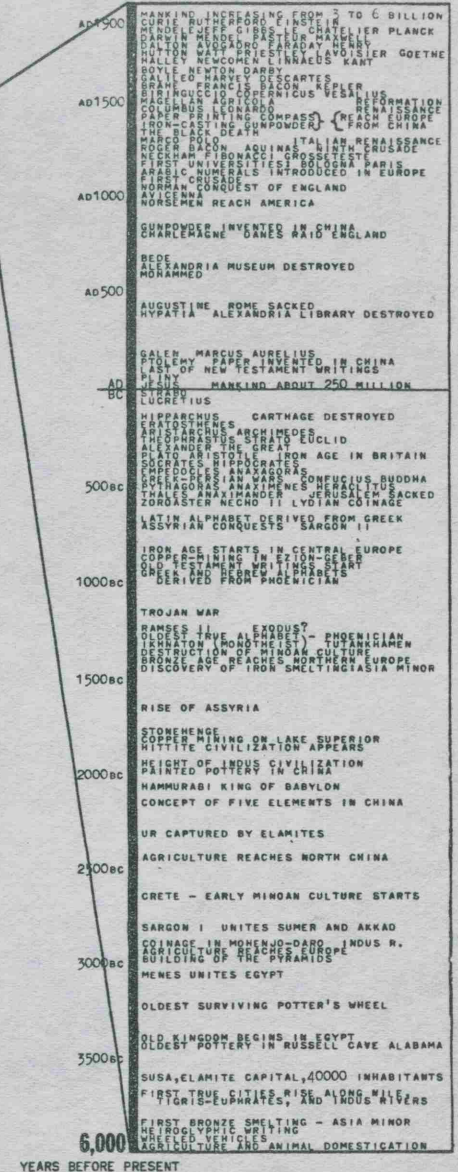 MANKIND INCREASING FROM 3 TO 6 BILLION
AD1900
CURIE RUTHERFORD EINSTEIN
MENDELEJEFF GIBBS LE CHATELIER PLANCK
DARWIN MENDEL PASTEUR MAXWELL
DALTON AVOGADRO FARADAY HENRY
HUTTON WATT PRIESTLEY LAVOISIER GOETHE
HALLEY NEWCOMEN LINNAEUS KANT
BOYLE NEWTON DARBY
GALILEO HARVEY DESCARTES
BRAHE FRANCIS BACON KEPLER
BIRINGUCCIO COPERNICUS VESALIUS
AD1500
MAGELLAN AGRICOLA REFORMATION
COLUMBUS LEONARDO RENAISSANCE
PAPER PRINTING COMPASS} {REACH EUROPE
IRON-CASTING GUNPOWDER} {FROM CHINA
THE BLACK DEATH
MARCO POLO ITALIAN RENAISSANCE
ROGER BACON AQUINAS NINTH CRUSADE
NECKHAM FIBONACCI GROSSETESTE
FIRST UNIVERSITIES: BOLOGNA PARIS
ARABIC NUMERALS INTRODUCED IN EUROPE
FIRST CRUSADE
NORMAN CONQUEST OF ENGLAND
AD1000
AVICENNA
NORSEMEN REACH AMERICA
GUNPOWDER INVENTED IN CHINA
CHARLEMAGNE DANES RAID ENGLAND
BEDE
ALEXANDRIA MUSEUM DESTROYED
MOHAMMED
AD500
AUGUSTINE ROME SACKED
HYPATIA ALEXANDRIA LIBRARY DESTROYED
GALEN MARCUS AURELIUS
PTOLEMY PAPER INVENTED IN CHINA
LAST OF NEW TESTAMENT WRITINGS
PLINY
AD
JESUS MANKIND ABOUT 250 MILLION
BC
STRABO
LUCRETIUS
HIPPARCHUS CARTHAGE DESTROYED
ERATOSTHENES
ARISTARCHUS ARCHIMEDES
THEOPHRASTUS STRATO EUCLID
ALEXANDER THE GREAT
PLATO ARISTOTLE IRON AGE IN BRITAIN
SOCRATES HIPPOCRATES
EMPEDOCLES ANAXAGORAS
500BC
GREEK-PERSIAN WARS CONFUCIUS BUDDHA
PYTHAGORAS ANAXIMENES HERACLITUS
THALES ANAXIMANDER JERUSALEM SACKED
ZOROASTER NECHO II LYDIAN COINAGE
LATIN ALPHABET DERIVED FROM GREEK
ASSYRIAN CONQUESTS SARGON II
IRON AGE STARTS IN CENTRAL EUROPE
COPPER-MINING IN EZION-GEBER
OLD TESTAMENT WRITINGS START
GREEK AND HEBREW ALPHABETS
1000BC
DERIVED FROM PHOENICIAN
TROJAN WAR
RAMSES II EXODUS?
OLDEST TRUE ALPHABET - PHOENICIAN
IKHNATON (MONOTHEIST) TUTANKHAMEN
DESTRUCTION OF MINOAN CULTURE
BRONZE AGE REACHES NORTHERN EUROPE
DISCOVERY OF IRON SMELTING:ASIA MINOR
1500BC
RISE OF ASSYRIA
STONEHENGE
COPPER MINING ON LAKE SUPERIOR
HITTITE CIVILIZATION APPEARS
HEIGHT OF INDUS CIVILIZATION
2000BC
PAINTED POTTERY IN CHINA
HAMMURABI KING OF BABYLON
CONCEPT OF FIVE ELEMENTS IN CHINA
UR CAPTURED BY ELAMITES
AGRICULTURE REACHES NORTH CHINA
2500BC
CRETE - EARLY MINOAN CULTURE STARTS
SARGON I UNITES SUMER AND AKKAD
COINAGE IN MOHENJO-DARO INDUS R.
AGRICULTURE REACHES EUROPE
BUILDING OF THE PYRAMIDS
3000BC
MENES UNITES EGYPT
OLDEST SURVIVING POTTER'S WHEEL
OLD KINGDOM BEGINS IN EGYPT
OLDEST POTTERY IN RUSSELL CAVE ALABAMA
3500BC
SUSA, ELAMITE CAPITAL, 40000 INHABITANTS
FIRST TRUE CITIES RISE ALONG NILE,
TIGRIS-EUPHRATES, AND INDUS RIVERS
FIRST BRONZE SMELTING - ASIA MINOR
HEIROGLYPHIC WRITING
WHEELED VEHICLES
6,000
AGRICULTURE AND ANIMAL DOMESTICATION
YEARS BEFORE PRESENT